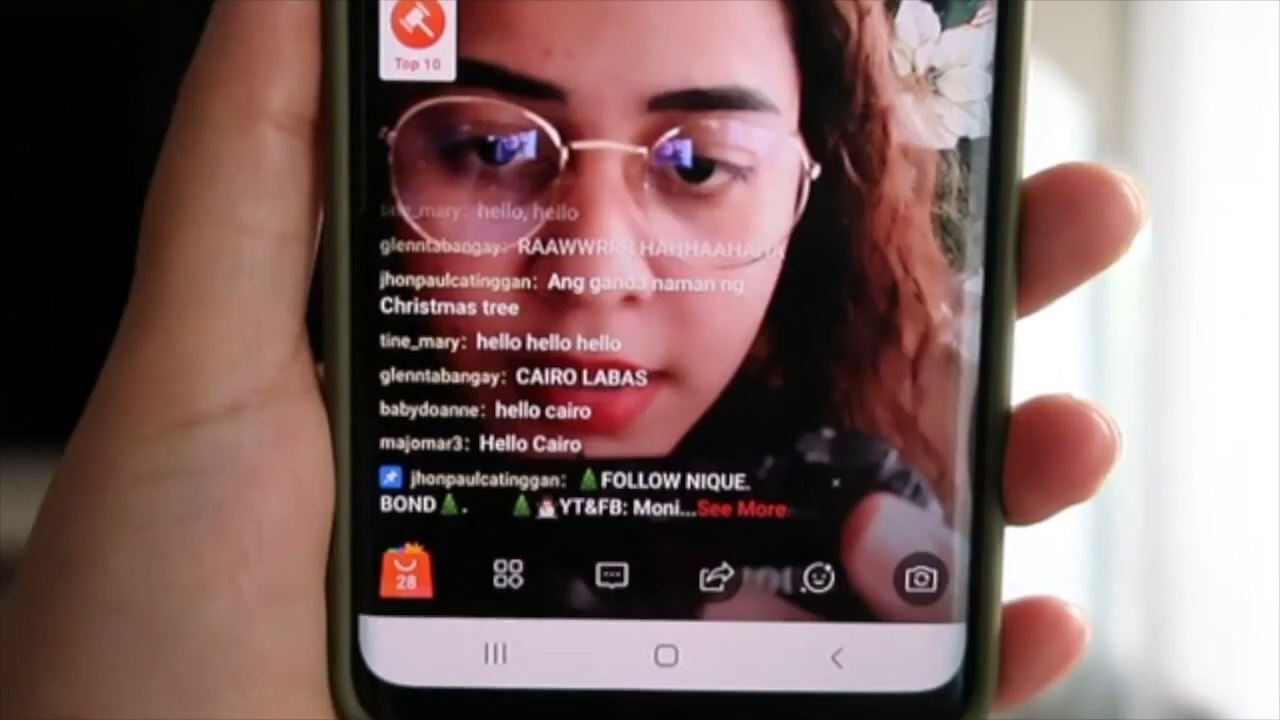 Top 10
tine_mary: hello, hello
glenntabangay: RAAWWRRR HAHHAAHAHA
jhonpaulcatinggan: Ang ganda naman ng
Christmas tree
tine_mary: hello hello hello
glenntabangay: CAIRO LABAS
babydoanne: hello cairo
majomar3: Hello Cairo
jhonpaulcatinggan: 🎄FOLLOW NIQUE.
BOND🎄. 🎄⛄YT&FB: Moni...See More
28